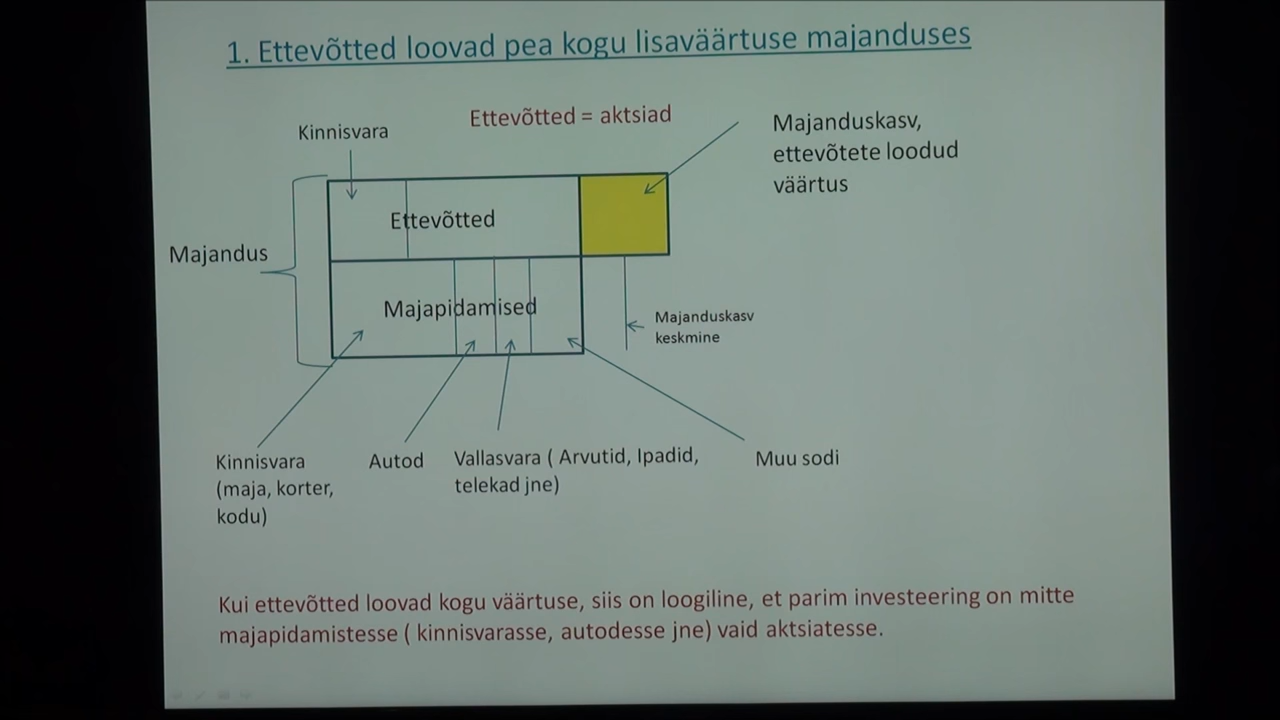 1. Ettevõtted loovad pea kogu lisaväärtuse majanduses
Ettevõtted = aktsiad
Kinnisvara
Majanduskasv,
ettevõtete loodud
väärtus
Ettevõtted
Majandus
Majapidamised
Majanduskasv
keskmine
Kinnisvara
(maja, korter,
kodu)
Autod
Vallasvara ( Arvutid, Ipadid,
telekad jne)
Muu sodi
Kui ettevõtted loovad kogu väärtuse, siis on loogiline, et parim investeering on mitte
majapidamistesse ( kinnisvarasse, autodesse jne) vaid aktsiatesse.